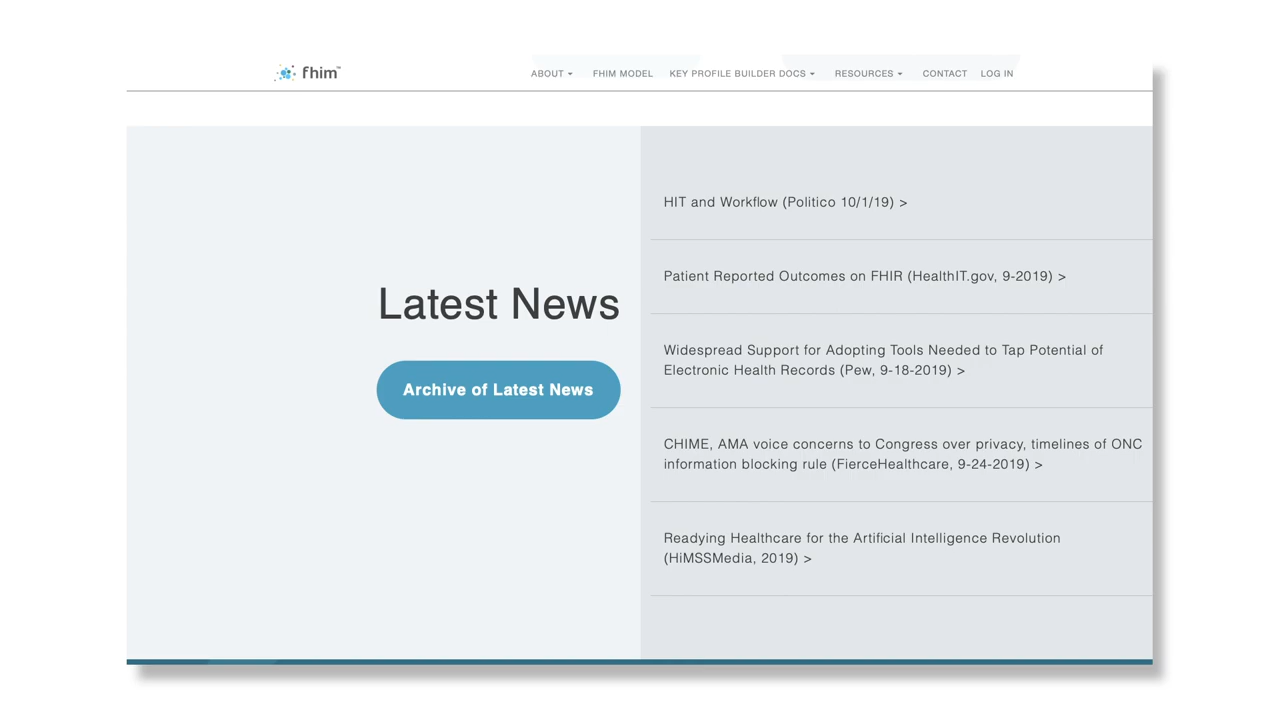 fhim™
ABOUT
FHIM MODEL
KEY PROFILE BUILDER DOCS
RESOURCES
CONTACT
LOG IN
Latest News
Archive of Latest News
HIT and Workflow (Politico 10/1/19) >
Patient Reported Outcomes on FHIR (HealthIT.gov, 9-2019) >
Widespread Support for Adopting Tools Needed to Tap Potential of
Electronic Health Records (Pew, 9-18-2019) >
CHIME, AMA voice concerns to Congress over privacy, timelines of ONC
information blocking rule (FierceHealthcare, 9-24-2019) >
Readying Healthcare for the Artificial Intelligence Revolution
(HiMSSMedia, 2019) >